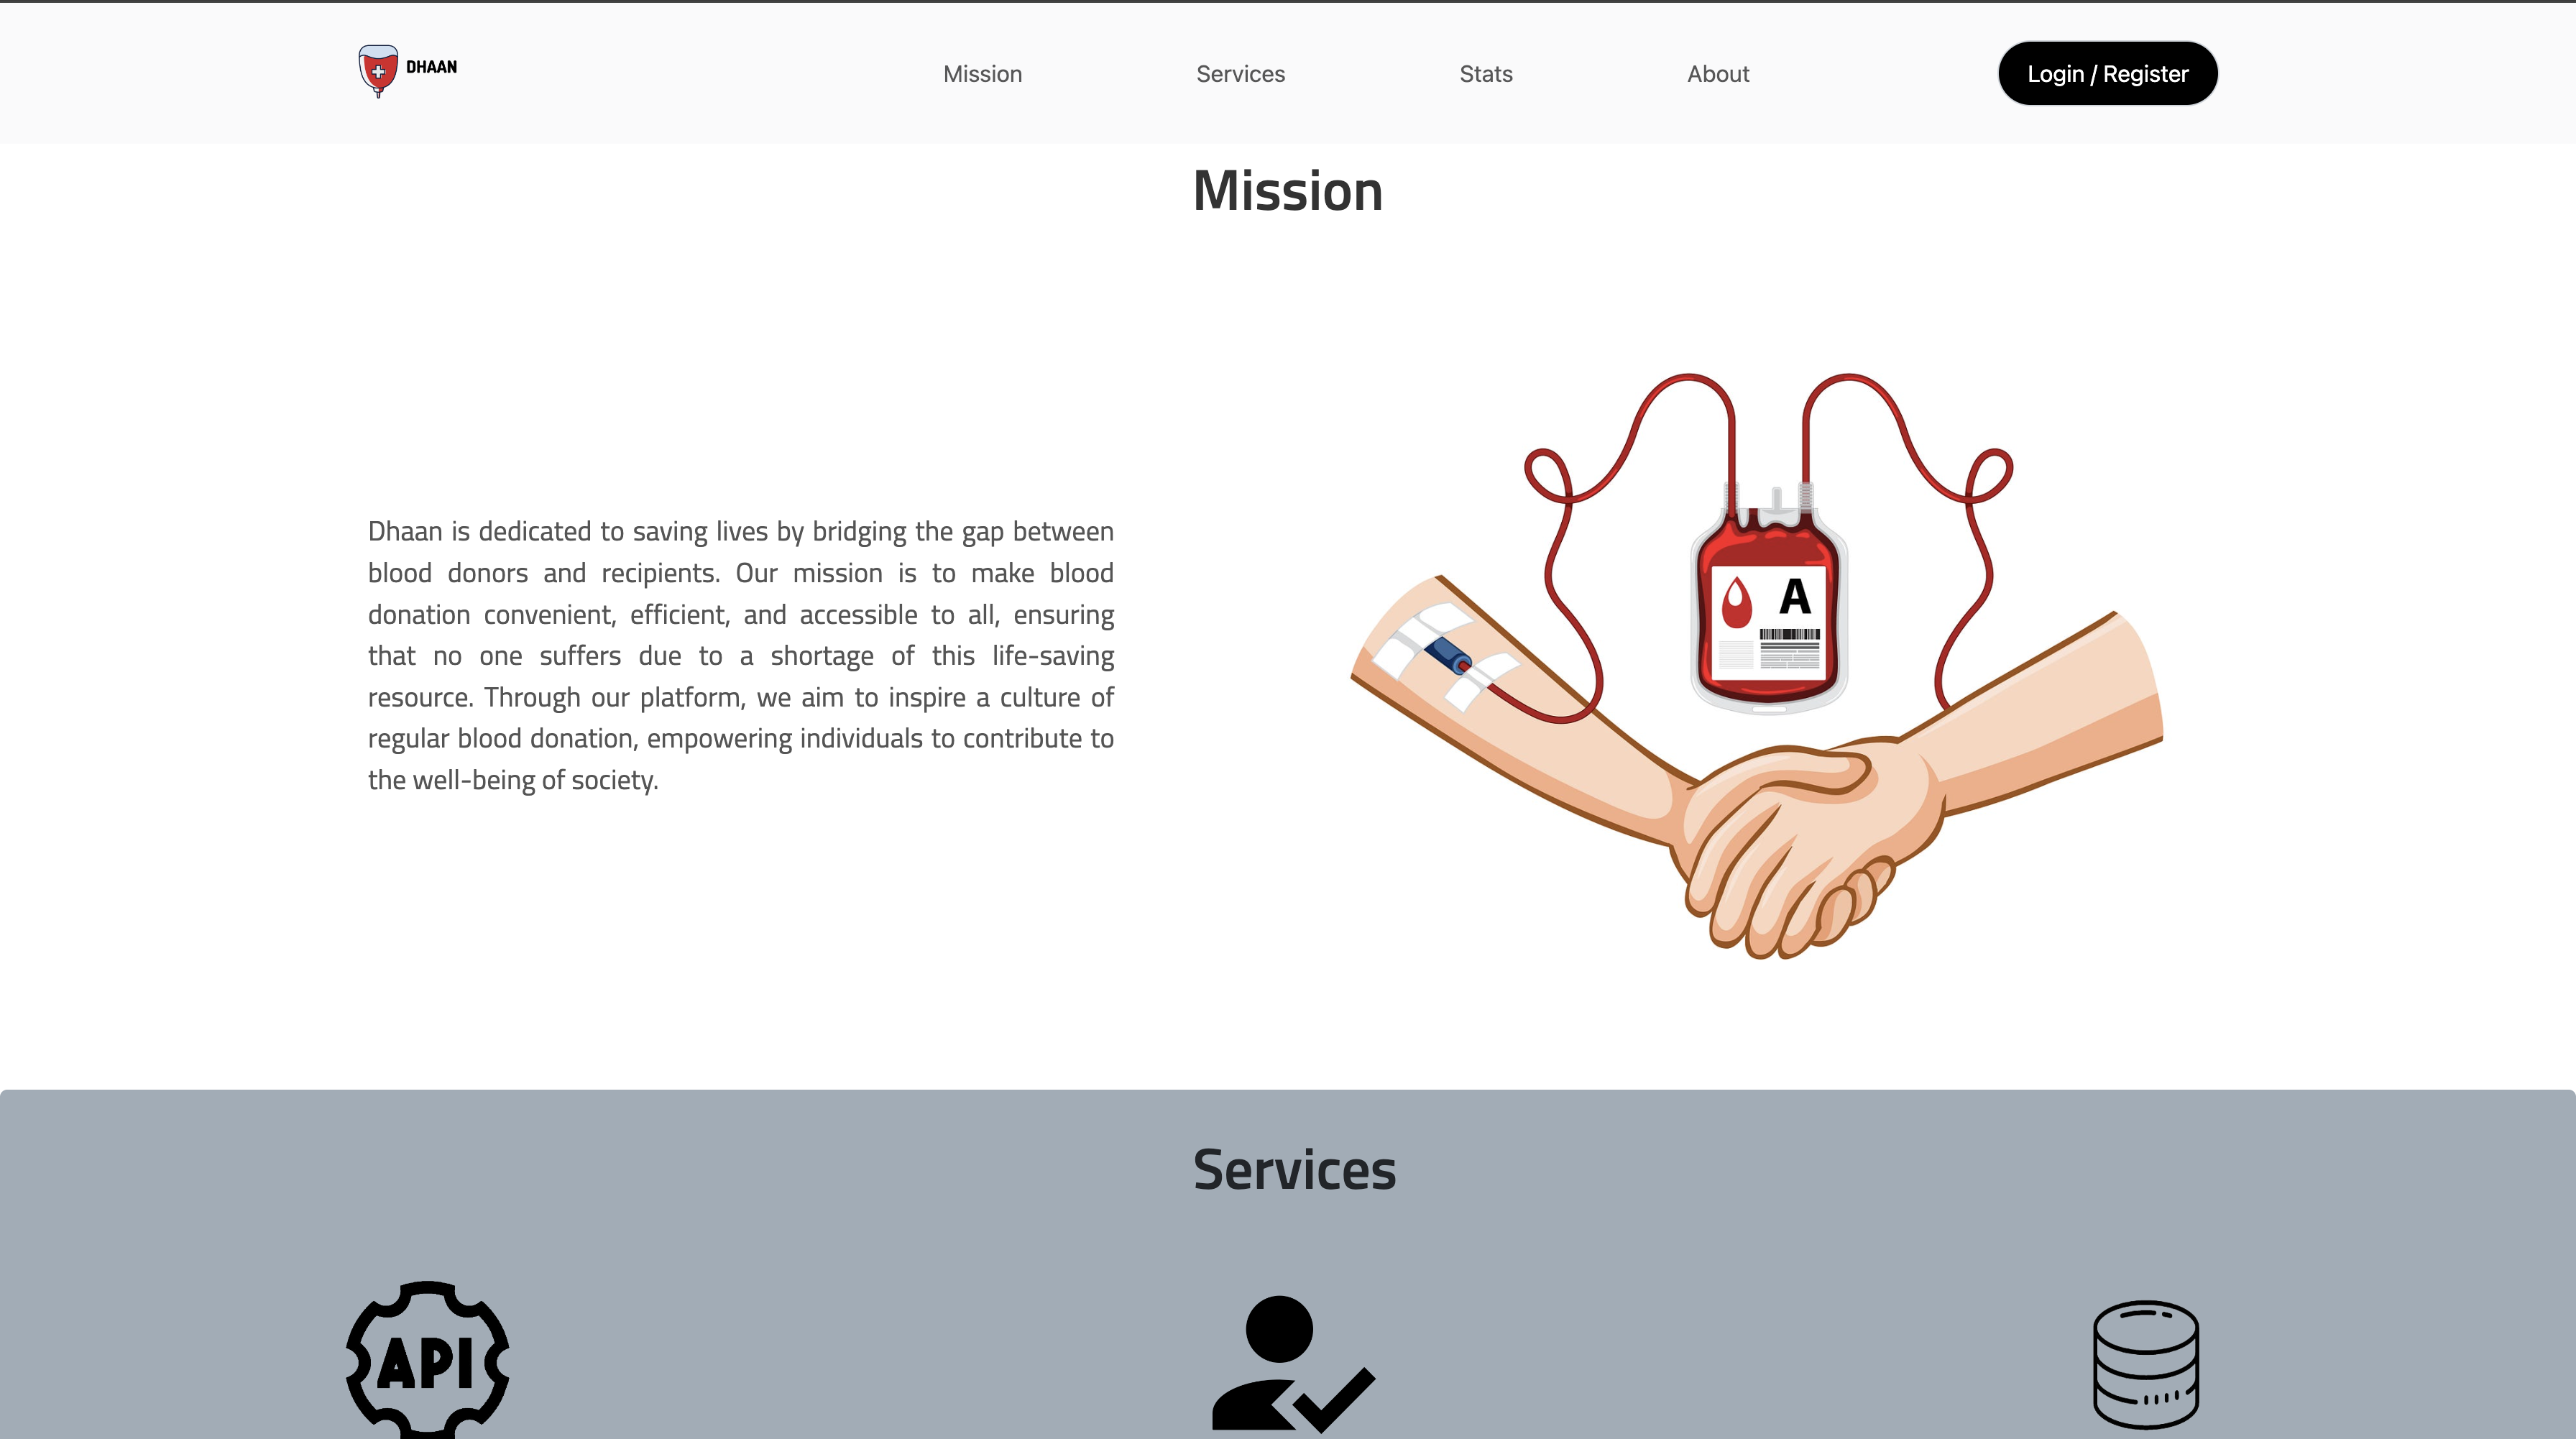 DHAAN
Mission
Services
Stats
About
Login / Register
Mission
Dhaan is dedicated to saving lives by bridging the gap between
blood donors and recipients. Our mission is to make blood
donation convenient, efficient, and accessible to all, ensuring
that no one suffers due to a shortage of this life-saving
resource. Through our platform, we aim to inspire a culture of
regular blood donation, empowering individuals to contribute to
the well-being of society.
A
Services
API